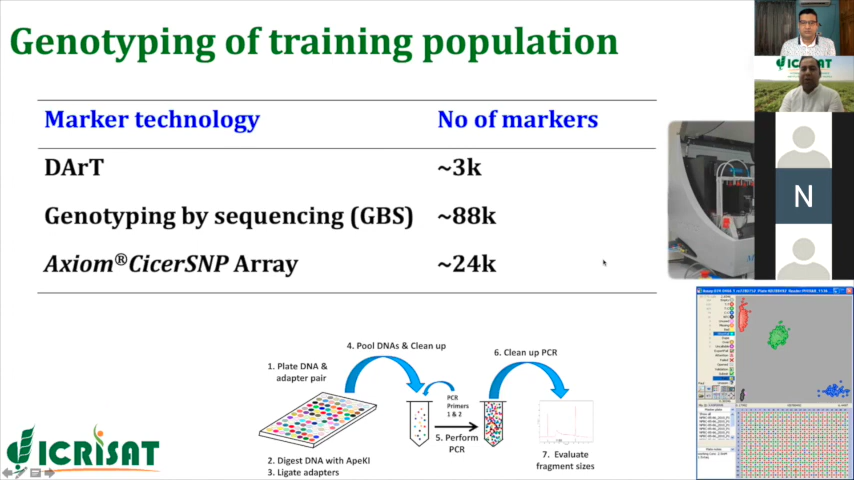 Genotyping of training population
Marker technology No of markers
DArT ~3k
Genotyping by sequencing (GBS) ~88k
Axiom®CicerSNP Array ~24k
4. Pool DNAs & Clean up
6. Clean up PCR
1. Plate DNA &
adapter pair
PCR
Primers
1 & 2
5. Perform
PCR
2. Digest DNA with ApeKI
3. Ligate adapters
7. Evaluate
fragment sizes
ICRISAT
ICRISAT
N